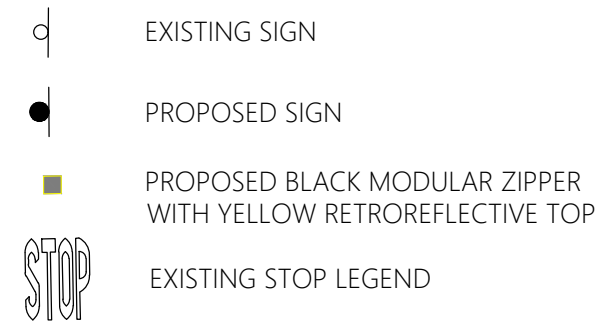 EXISTING SIGN
PROPOSED SIGN
PROPOSED BLACK MODULAR ZIPPER
WITH YELLOW RETROREFLECTIVE TOP
STOP EXISTING STOP LEGEND